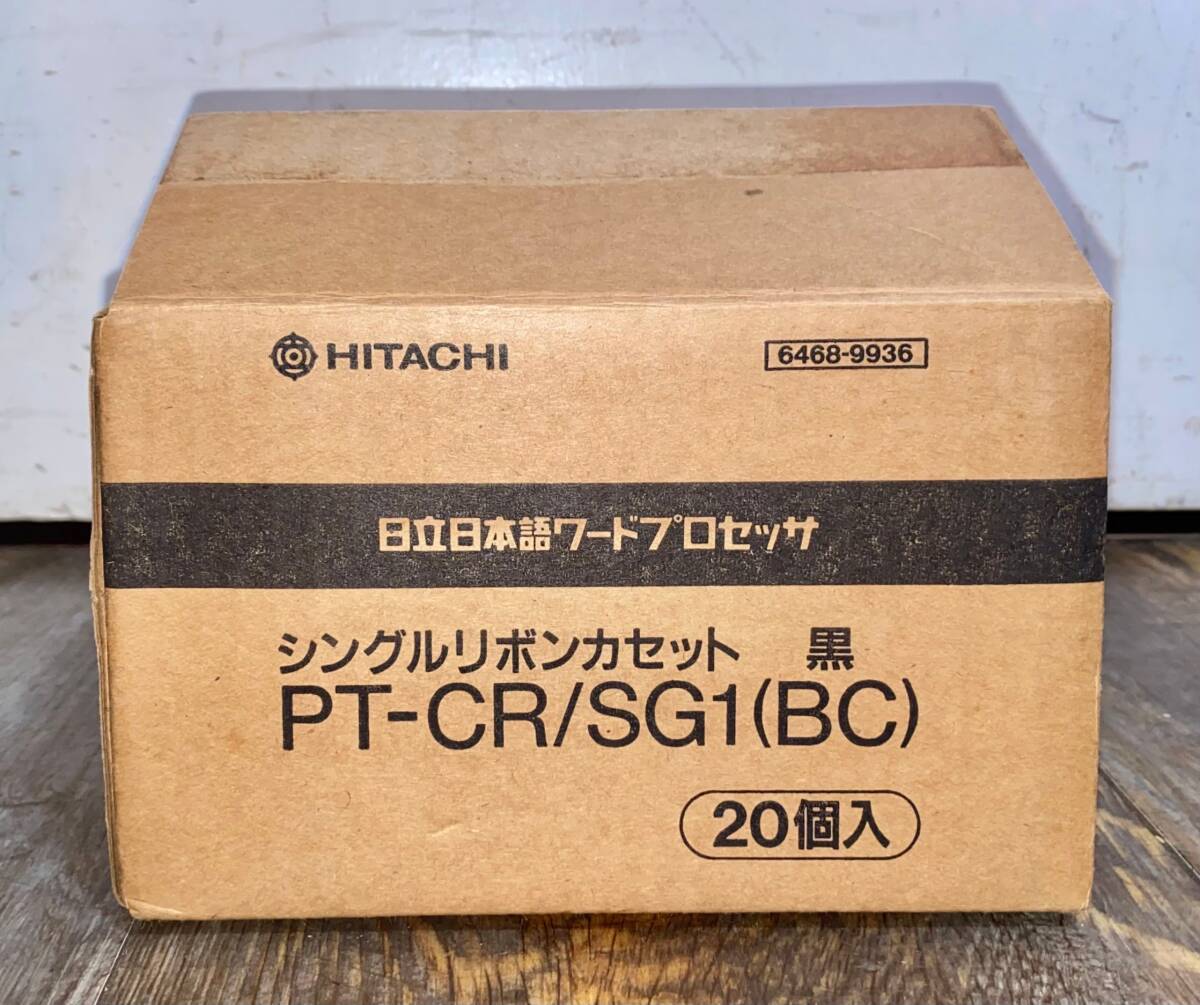 HITACHI
6468-9936
日立日本語ワードプロセッサ
シングルリボンカセット 黒
PT-CR/SG1(BC)
20個入